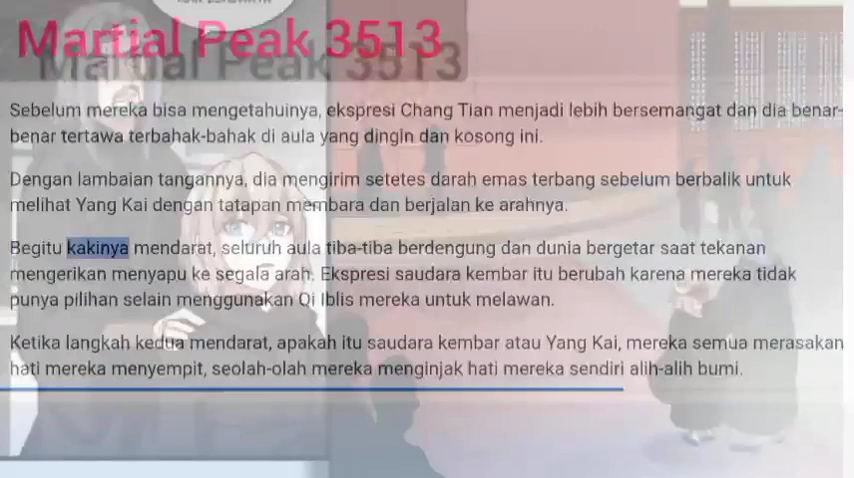 Martial Peak 3513
Sebelum mereka bisa mengetahuinya, ekspresi Chang Tian menjadi lebih bersemangat dan dia benar-
benar tertawa terbahak-bahak di aula yang dingin dan kosong ini.
Dengan lambaian tangannya, dia mengirim setetes darah emas terbang sebelum berbalik untuk
melihat Yang Kai dengan tatapan membara dan berjalan ke arahnya.
Begitu kakinya mendarat, seluruh aula tiba-tiba berdengung dan dunia bergetar saat tekanan
mengerikan menyapu ke segala arah. Ekspresi saudara kembar itu berubah karena mereka tidak
punya pilihan selain menggunakan Qi Iblis mereka untuk melawan.
Ketika langkah kedua mendarat, apakah itu saudara kembar atau Yang Kai, mereka semua merasakan
hati mereka menyempit, seolah-olah mereka menginjak hati mereka sendiri alih-alih bumi.